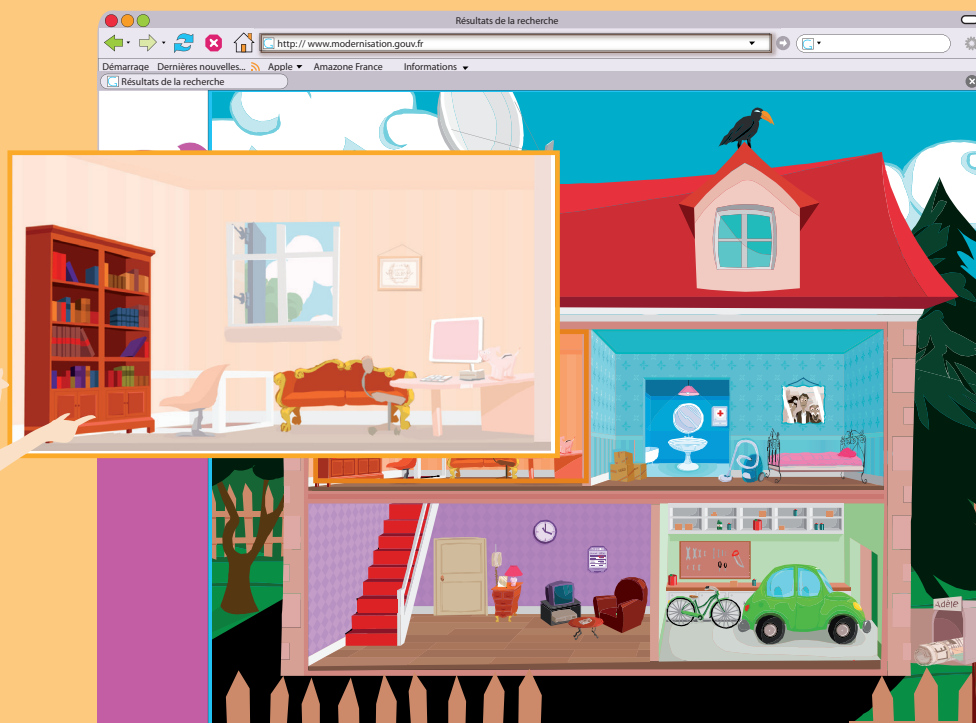 Résultats de la recherche
http:// www.modernisation.gouv.fr
Démarrage Dernières nouvelles... Apple Amazone France Informations
Résultats de la recherche
Adèle